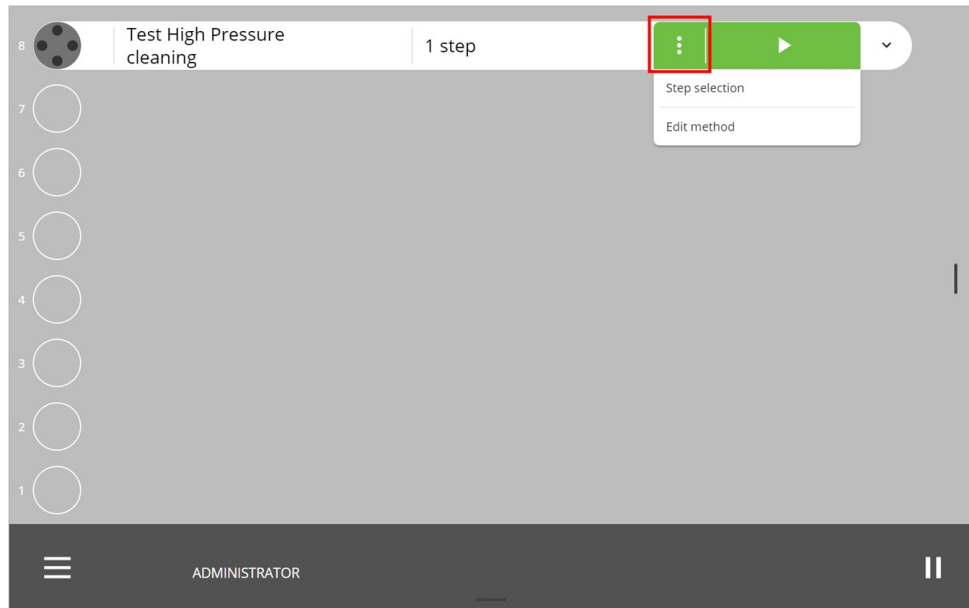 8
Test High Pressure
cleaning
1 step
Step selection
Edit method
7
6
5
4
3
2
1
ADMINISTRATOR